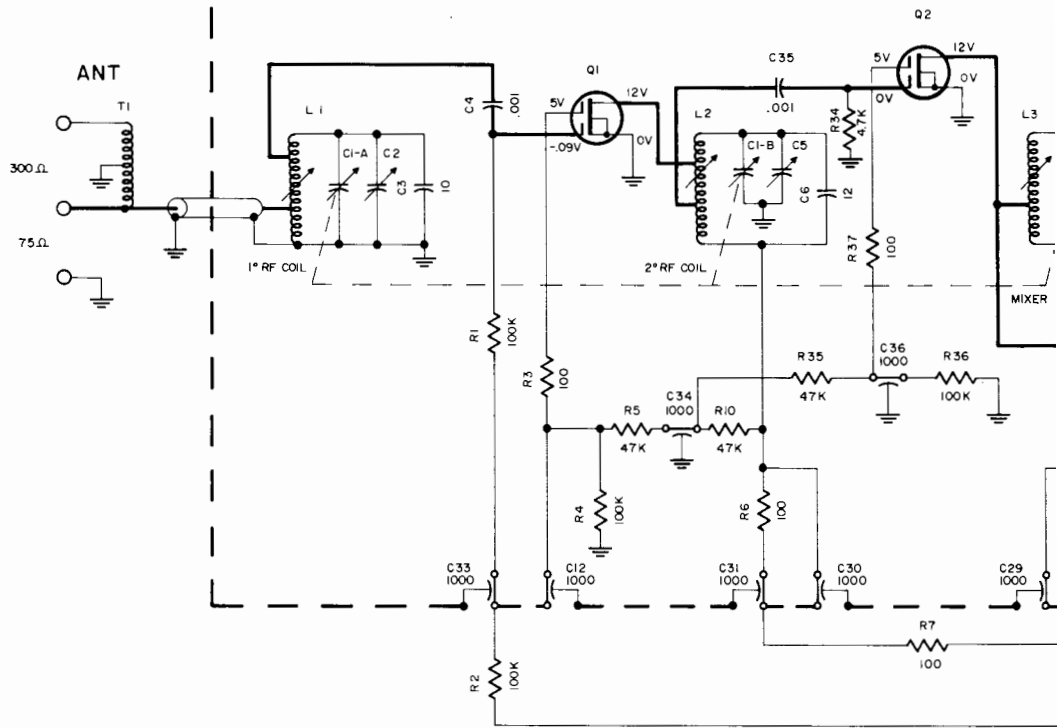 Q2
ANT
T1
300Ω
75Ω
L1
C1-A
C2
C3
10
1° RF COIL
C4
.001
Q1
5V
12V
-.09V
0V
L2
C1-B
C5
C6
12
2° RF COIL
C35
.001
R34
4.7K
5V
12V
0V
0V
L3
MIXER
R37
100
R1
100K
R3
100
R5
47K
C34
1000
R10
47K
R35
47K
C36
1000
R36
100K
R4
100K
R6
100
C33
1000
C12
1000
C31
1000
C30
1000
C29
1000
R7
100
R2
100K